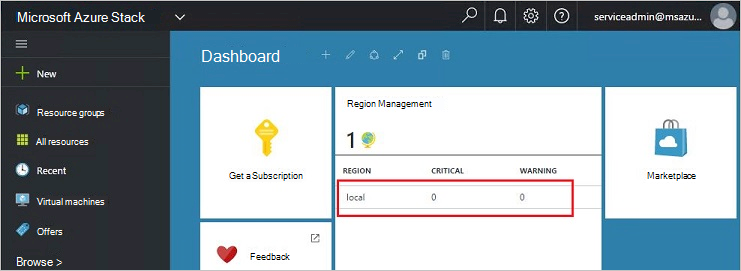 Microsoft Azure Stack
serviceadmin@msazu...
Dashboard
New
Resource groups
All resources
Recent
Virtual machines
Offers
Browse >
Get a Subscription
Feedback
Region Management
1
REGION CRITICAL WARNING
local 0 0
Marketplace